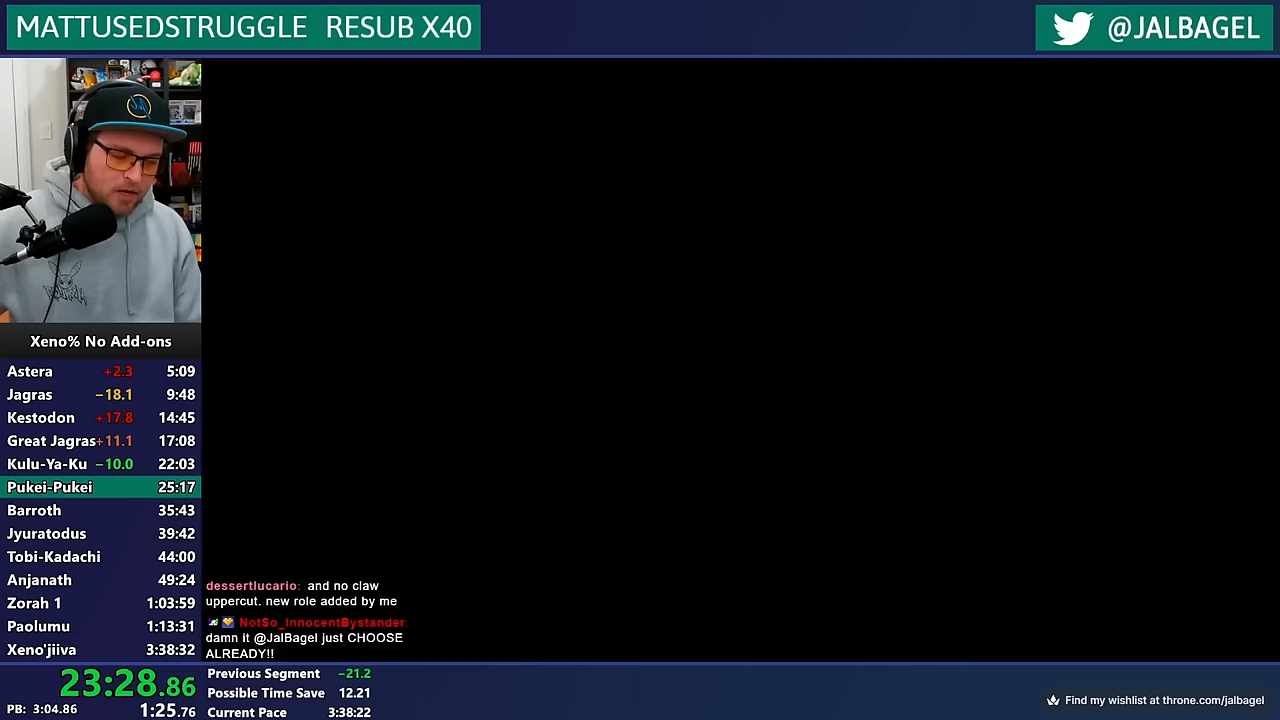 MATTUSEDSTRUGGLE RESUB X40
@JALBAGEL
Xeno% No Add-ons
Astera +2.3 5:09
Jagras −18.1 9:48
Kestodon +17.8 14:45
Great Jagras +11.1 17:08
Kulu-Ya-Ku −10.0 22:03
Pukei-Pukei 25:17
Barroth 35:43
Jyuratodus 39:42
Tobi-Kadachi 44:00
Anjanath 49:24
Zorah 1 1:03:59
Paolumu 1:13:31
Xeno'jiiva 3:38:32
23:28.86
PB: 3:04.86 1:25.76
dessertlucario: and no claw
uppercut. new role added by me
NotSo_InnocentBystander:
damn it @JalBagel just CHOOSE
ALREADY!!
Previous Segment −21.2
Possible Time Save 12.21
Current Pace 3:38:22
Find my wishlist at throne.com/jalbagel